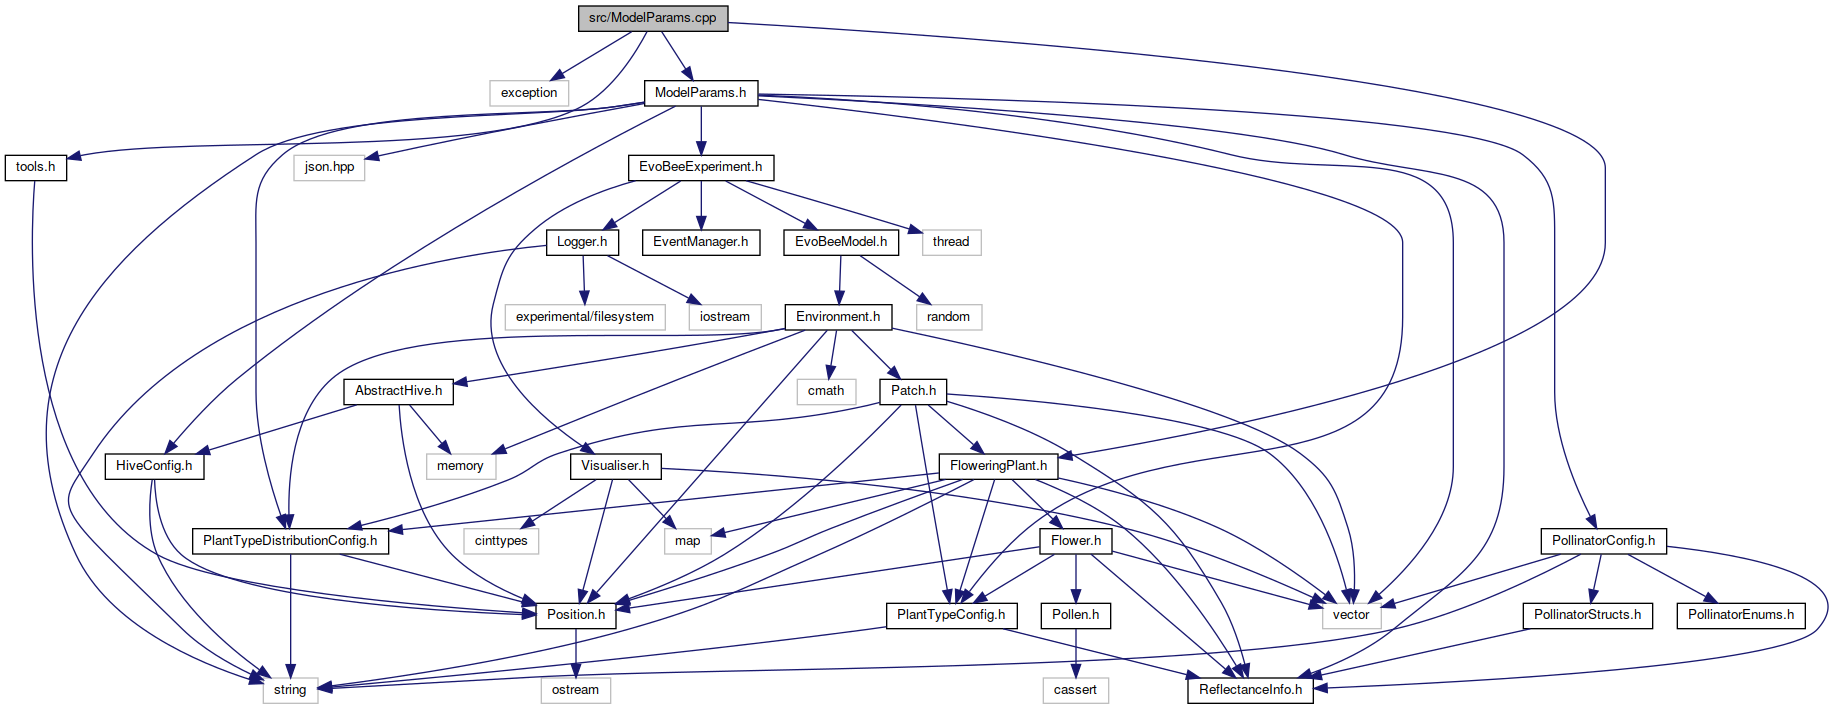 src/ModelParams.cpp
exception
ModelParams.h
tools.h
json.hpp
EvoBeeExperiment.h
Logger.h
EventManager.h
EvoBeeModel.h
thread
experimental/filesystem
iostream
Environment.h
random
AbstractHive.h
cmath
Patch.h
HiveConfig.h
memory
Visualiser.h
FloweringPlant.h
PlantTypeDistributionConfig.h
cinttypes
map
Flower.h
PollinatorConfig.h
Position.h
PlantTypeConfig.h
Pollen.h
vector
PollinatorStructs.h
PollinatorEnums.h
string
ostream
cassert
ReflectanceInfo.h